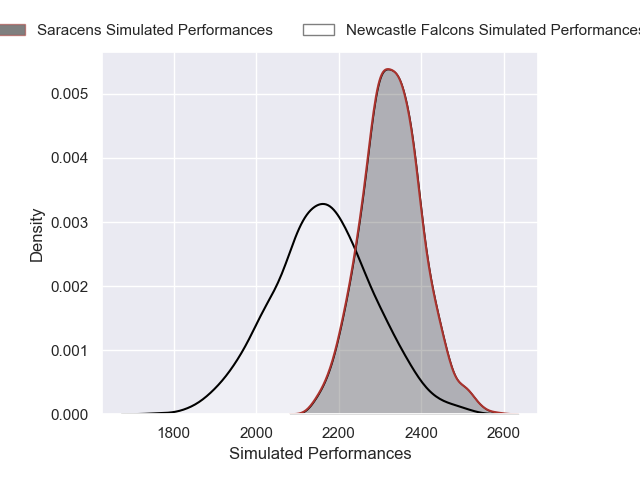 Saracens Simulated Performances
Newcastle Falcons Simulated Performances
0.005
0.004
0.003
0.002
0.001
0.000
Density
1800 2000 2200 2400 2600
Simulated Performances